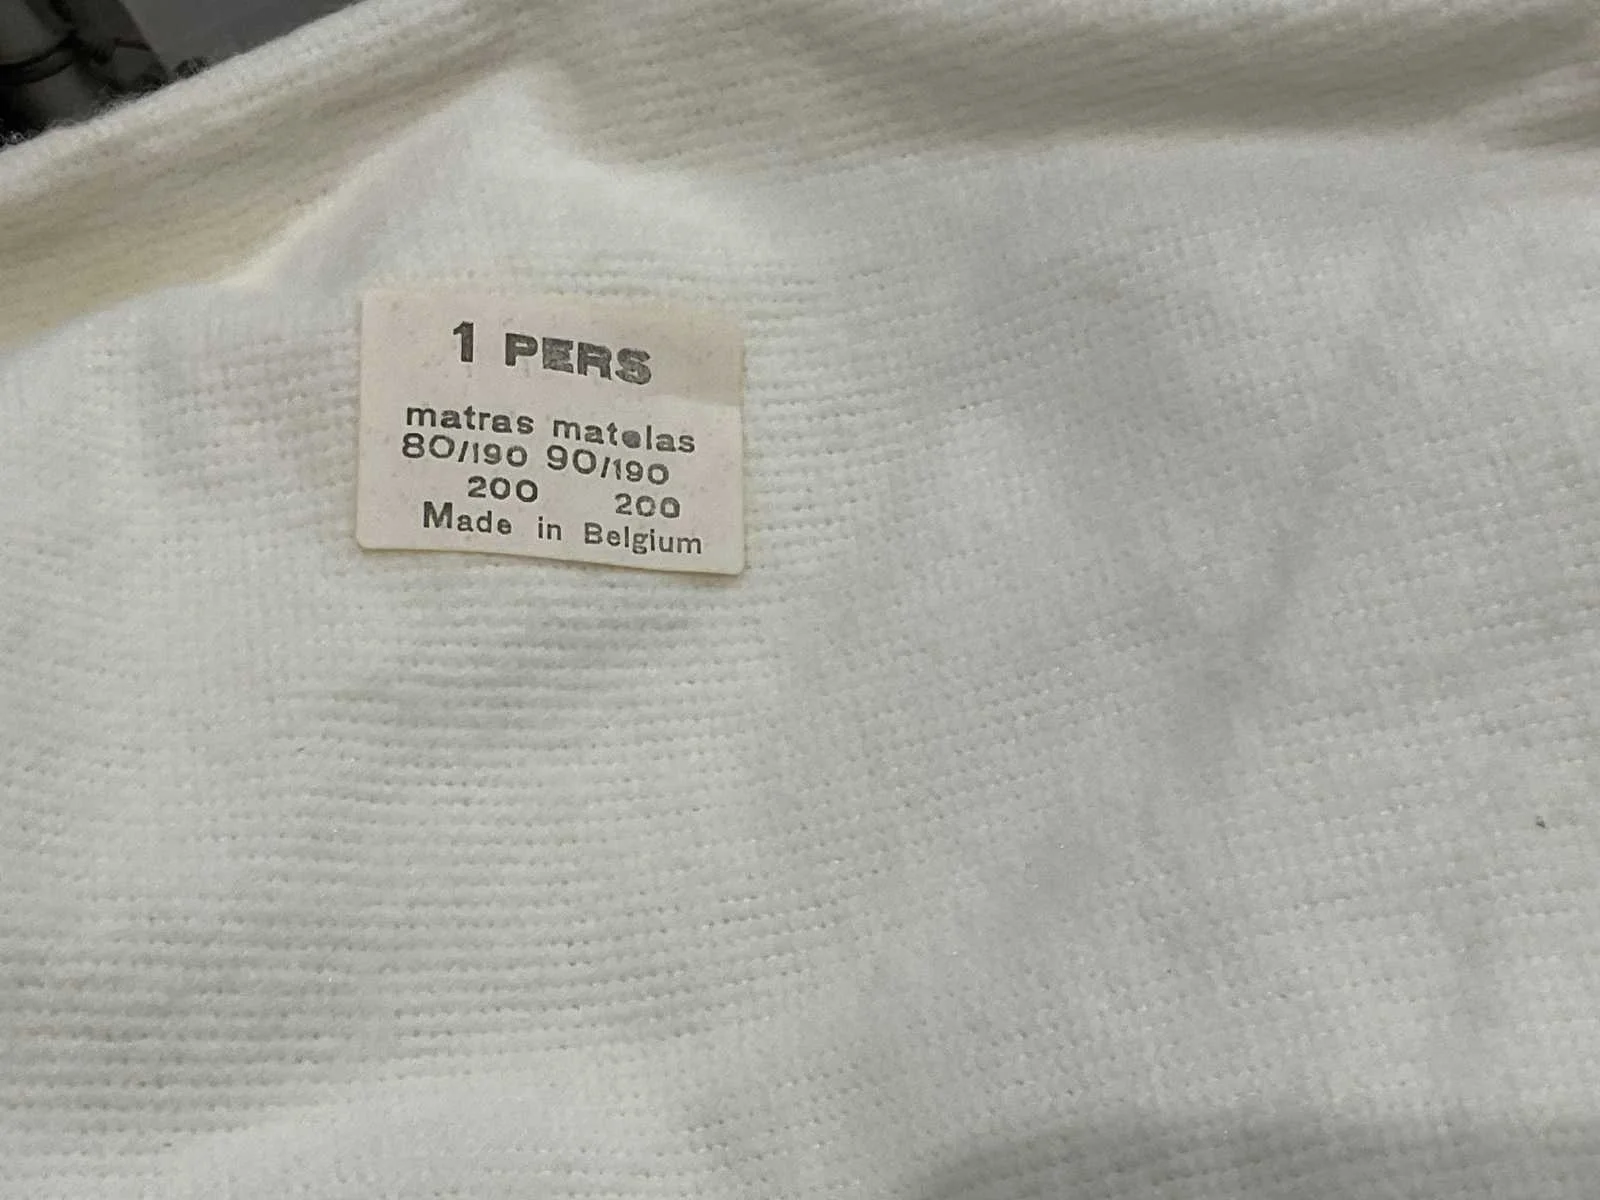 1 PERS
matras matelas
80/190 90/190
200 200
Made in Belgium